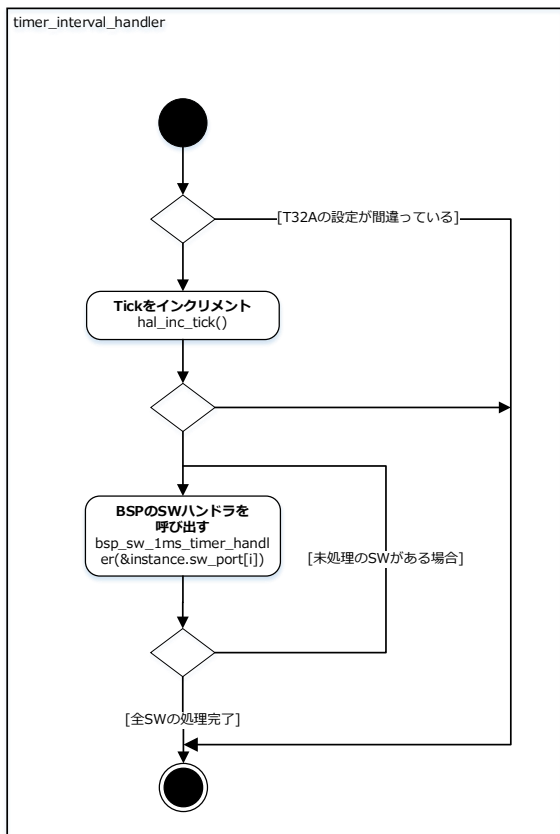 timer_interval_handler
[T32Aの設定が間違っている]
Tickをインクリメント
hal_inc_tick()
BSPのSWハンドラを
呼び出す
bsp_sw_1ms_timer_handl
er(&instance.sw_port[i])
[未処理のSWがある場合]
[全SWの処理完了]